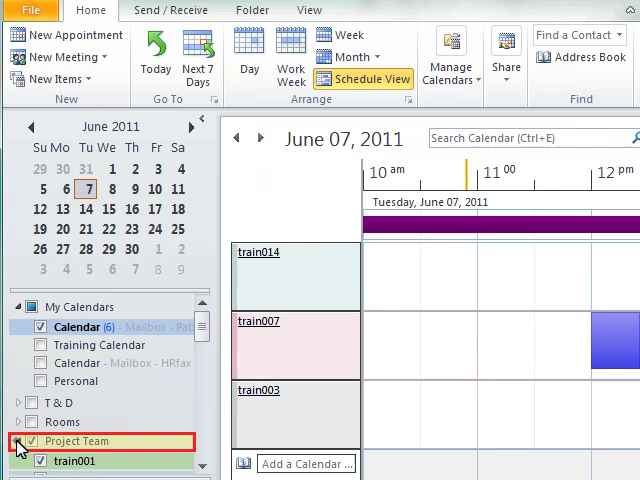 File Home Send / Receive Folder View
New Appointment
New Meeting
New Items
New
Today
Next 7 Days
Go To
Day
Work Week
Week
Month
Schedule View
Arrange
Manage Calendars
Share
Find a Contact
Address Book
Find
June 2011
Su Mo Tu We Th Fr Sa
29 30 31 1 2 3 4
5 6 7 8 9 10 11
12 13 14 15 16 17 18
19 20 21 22 23 24 25
26 27 28 29 30 1 2
3 4 5 6 7 8 9
My Calendars
Calendar (6) - Mailbox - Pat
Training Calendar
Calendar - Mailbox - HRfax
Personal
T & D
Rooms
Project Team
train001
June 07, 2011
Search Calendar (Ctrl+E)
10 am 11 00 12 pm
Tuesday, June 07, 2011
train014
train007
train003
Add a Calendar ...